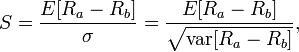 S = \frac{E[R_a - R_b]}{\sigma} = \frac{E[R_a - R_b]}{\sqrt{\mathrm{var}[R_a - R_b]}},